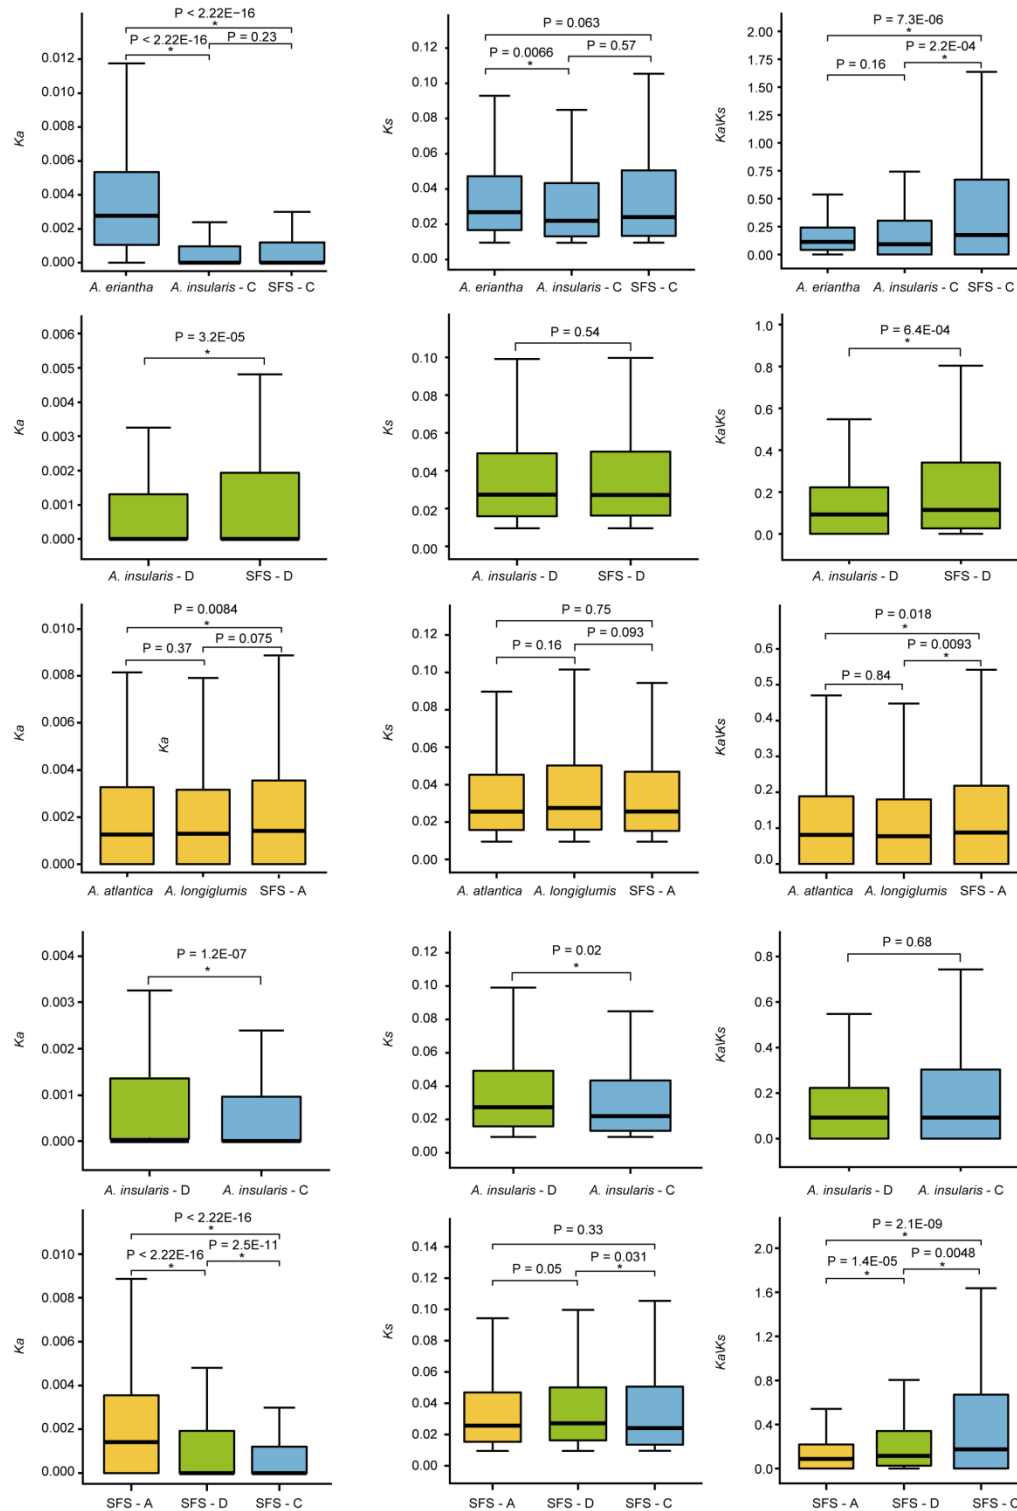 P < 2.22E−16
*
P < 2.22E-16
P = 0.23
*
0.012
0.010
0.008
0.006
0.004
0.002
0.000
Ka
A. eriantha
A. insularis - C
SFS - C
P = 0.063
P = 0.0066
P = 0.57
*
0.12
0.10
0.08
0.06
0.04
0.02
0.00
Ks
A. eriantha
A. insularis - C
SFS - C
P = 7.3E-06
*
P = 0.16
P = 2.2E-04
*
2.00
1.75
1.50
1.25
1.00
0.75
0.50
0.25
0.00
Ka\Ks
A. eriantha
A. insularis - C
SFS - C
P = 3.2E-05
*
0.006
0.005
0.004
0.003
0.002
0.001
0.000
Ka
A. insularis - D
SFS - D
P = 0.54
0.10
0.08
0.06
0.04
0.02
0.00
Ks
A. insularis - D
SFS - D
P = 6.4E-04
*
1.0
0.8
0.6
0.4
0.2
0.0
Ka\Ks
A. insularis - D
SFS - D
P = 0.0084
*
P = 0.37
P = 0.075
0.010
0.008
0.006
0.004
0.002
0.000
Ka
Ka
A. atlantica
A. longiglumis
SFS - A
P = 0.75
P = 0.16
P = 0.093
0.12
0.10
0.08
0.06
0.04
0.02
0.00
Ks
A. atlantica
A. longiglumis
SFS - A
P = 0.018
*
P = 0.84
P = 0.0093
*
0.6
0.5
0.4
0.3
0.2
0.1
0.0
Ka\Ks
A. atlantica
A. longiglumis
SFS - A
P = 1.2E-07
*
0.004
0.003
0.002
0.001
0.000
Ka
A. insularis - D
A. insularis - C
P = 0.02
*
0.12
0.10
0.08
0.06
0.04
0.02
0.00
Ks
A. insularis - D
A. insularis - C
P = 0.68
0.8
0.6
0.4
0.2
0.0
Ka\Ks
A. insularis - D
A. insularis - C
P < 2.22E-16
*
P < 2.22E-16
P = 2.5E-11
*
*
0.010
0.008
0.006
0.004
0.002
0.000
Ka
SFS - A
SFS - D
SFS - C
P = 0.33
P = 0.05
P = 0.031
*
0.14
0.12
0.10
0.08
0.06
0.04
0.02
0.00
Ks
SFS - A
SFS - D
SFS - C
P = 2.1E-09
*
P = 1.4E-05
P = 0.0048
*
*
2.0
1.6
1.2
0.8
0.4
0.0
Ka\Ks
SFS - A
SFS - D
SFS - C